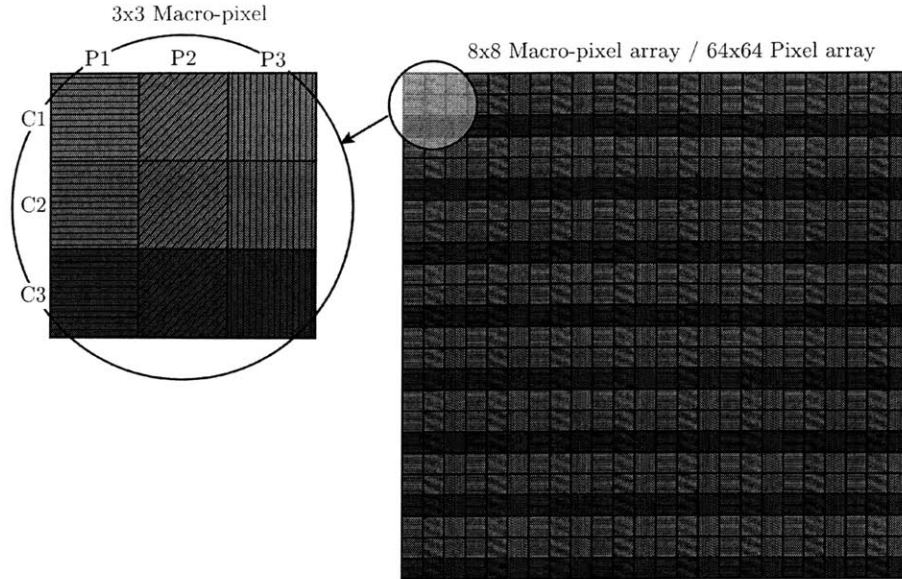 3x3 Macro-pixel
P1 P2 P3
C1
C2
C3
8x8 Macro-pixel array / 64x64 Pixel array